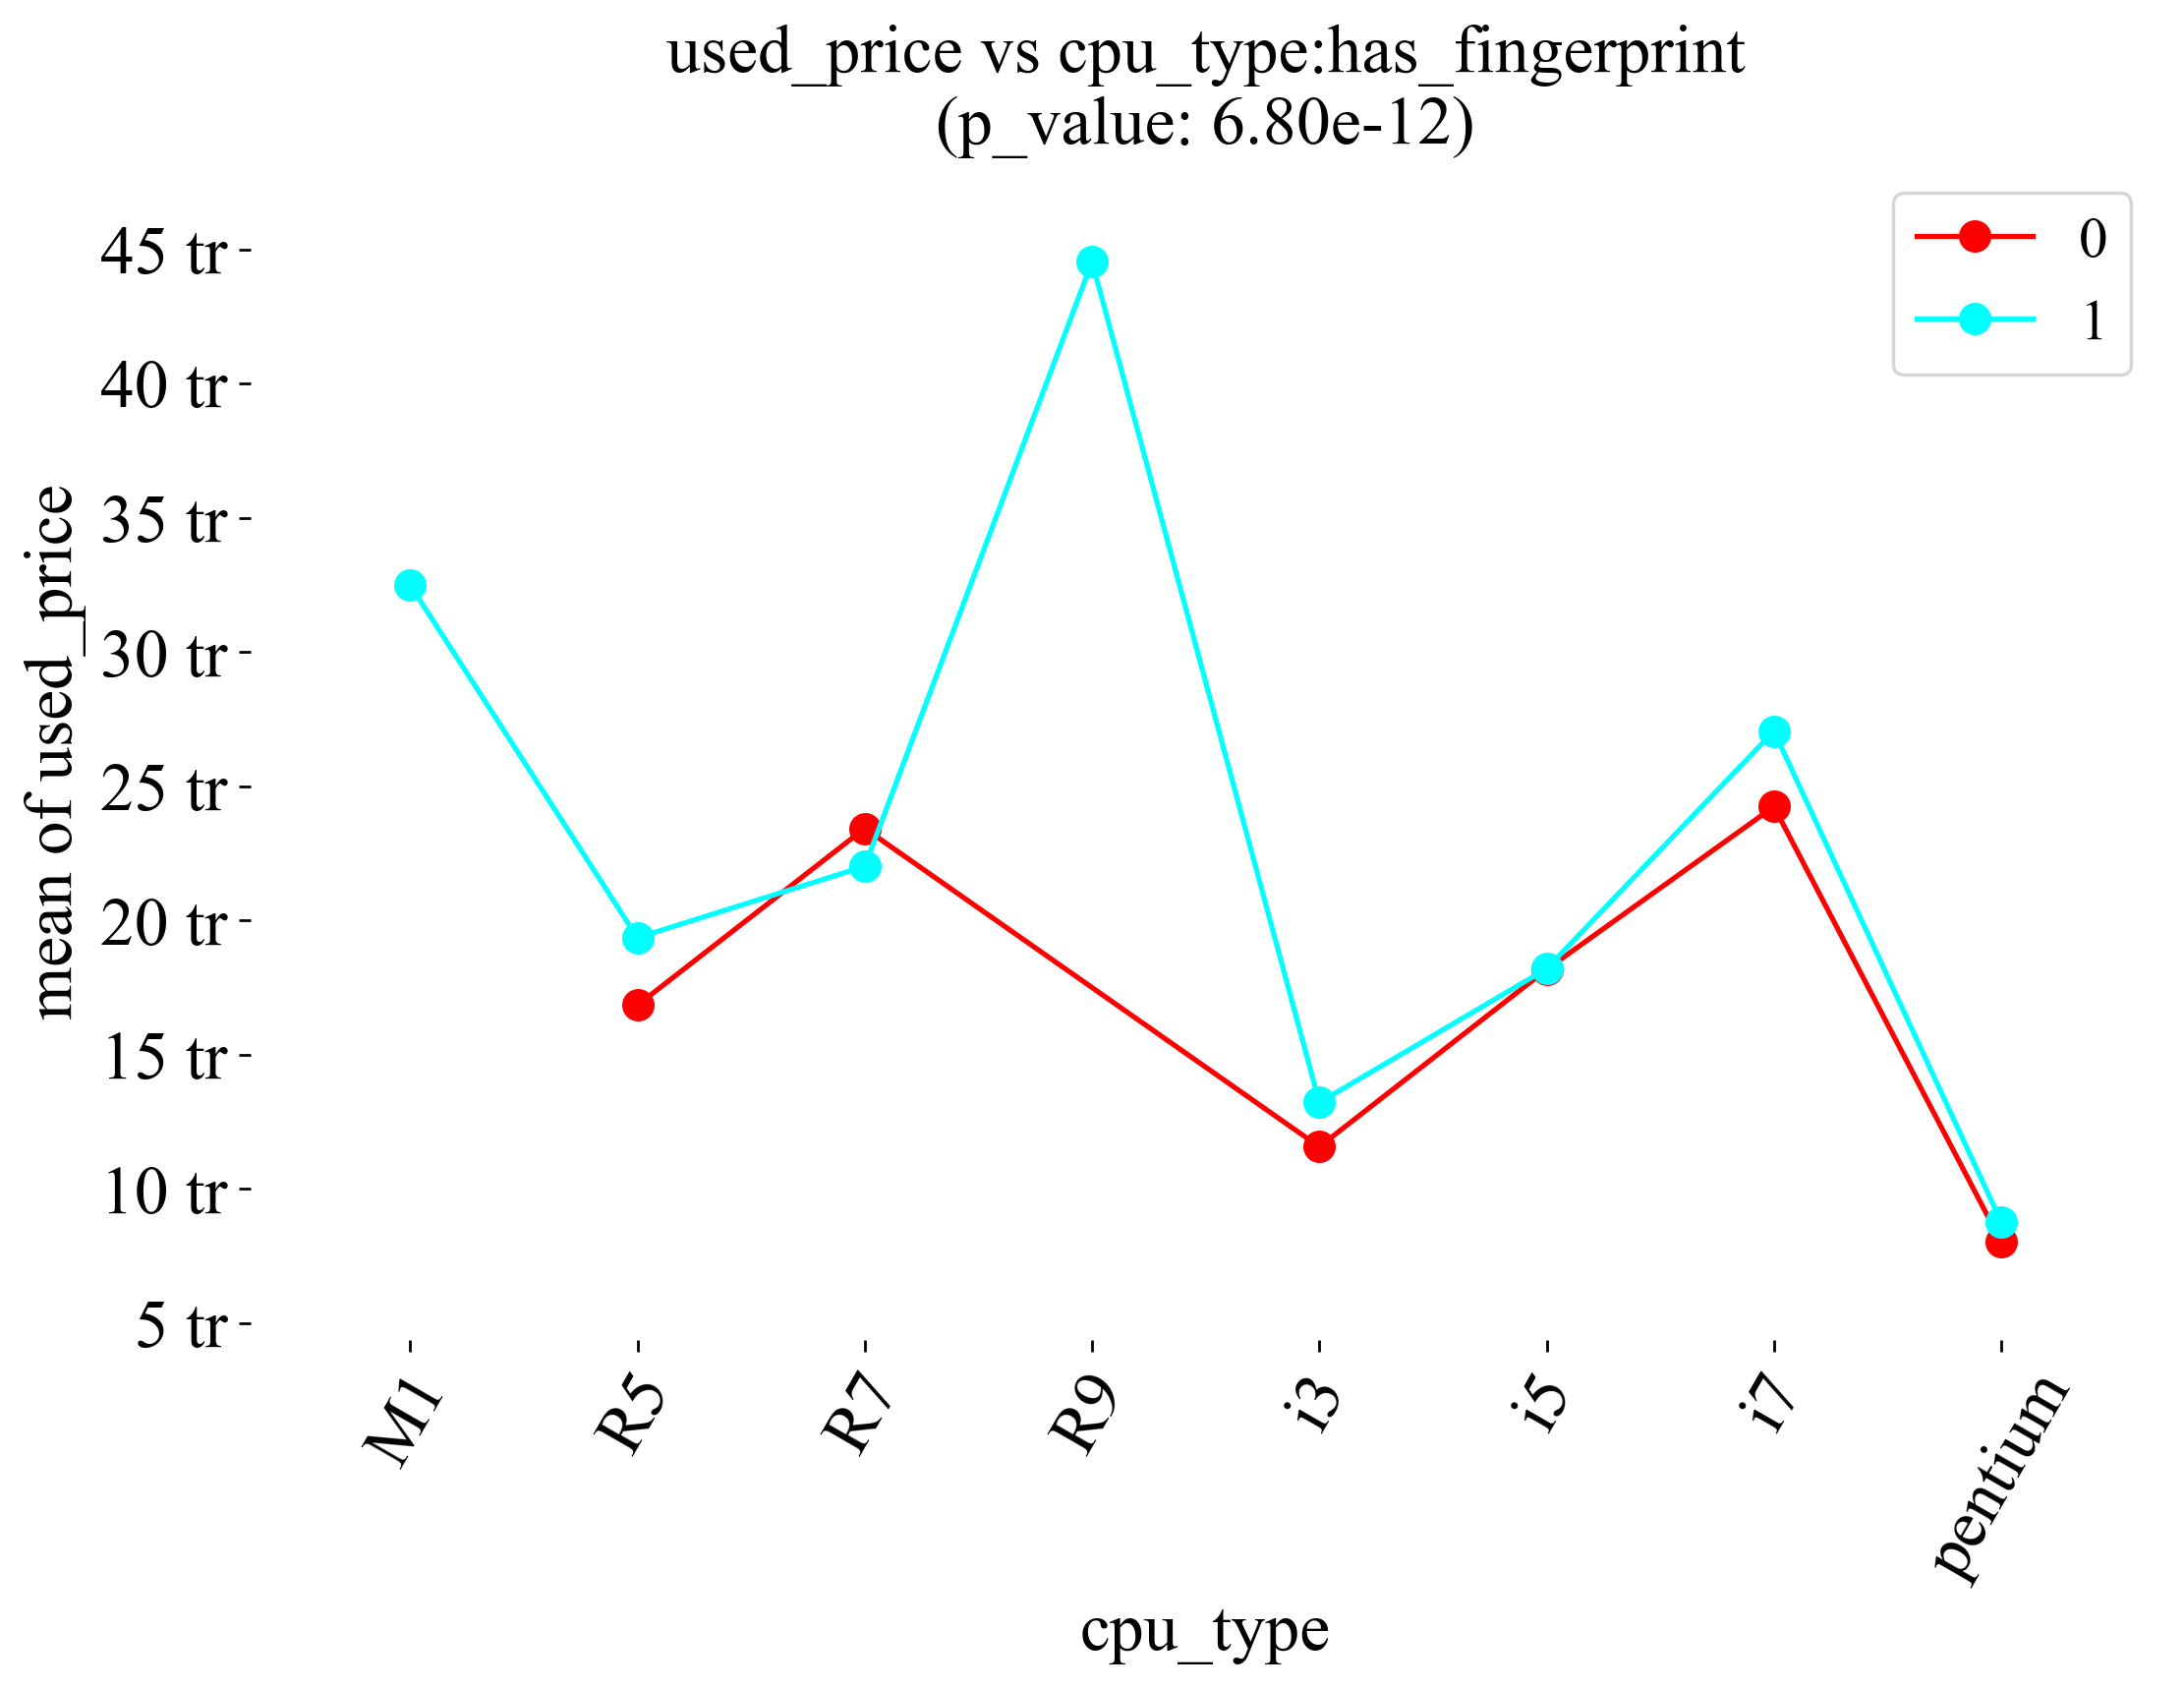 used_price vs cpu_type:has_fingerprint
(p_value: 6.80e-12)
0
1
45 tr
40 tr
35 tr
30 tr
25 tr
20 tr
15 tr
10 tr
5 tr
mean of used_price
M1
R5
R7
R9
i3
i5
i7
pentium
cpu_type